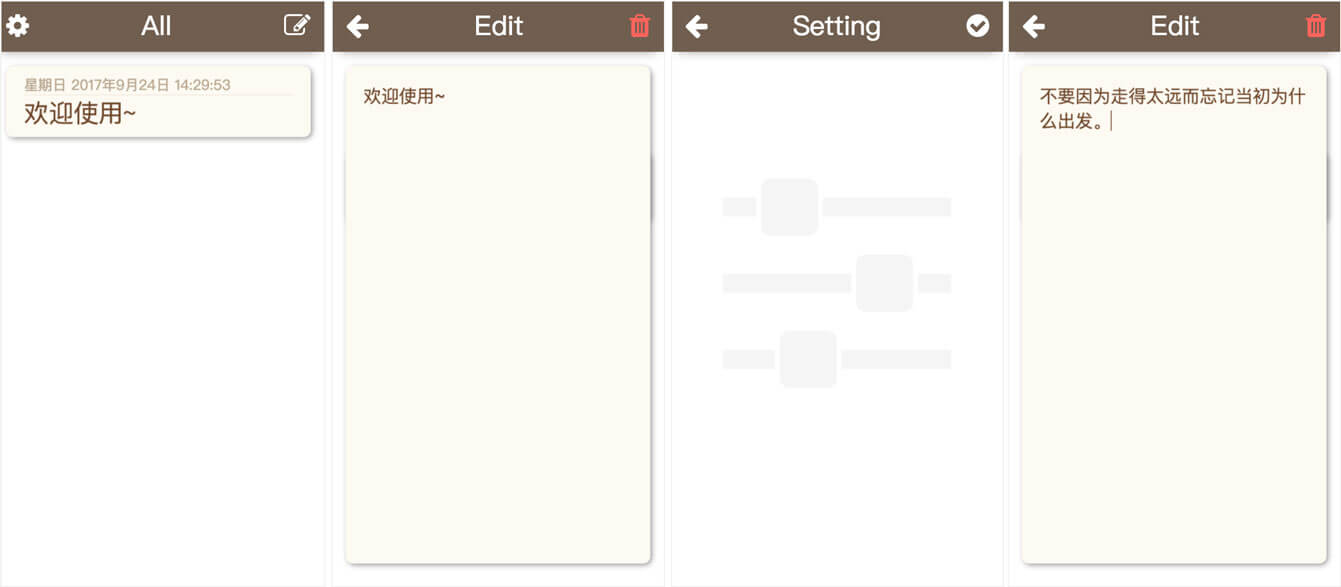 All
星期日 2017年9月24日 14:29:53
欢迎使用~
Edit
欢迎使用~
Setting
Edit
不要因为走得太远而忘记当初为什
么出发。